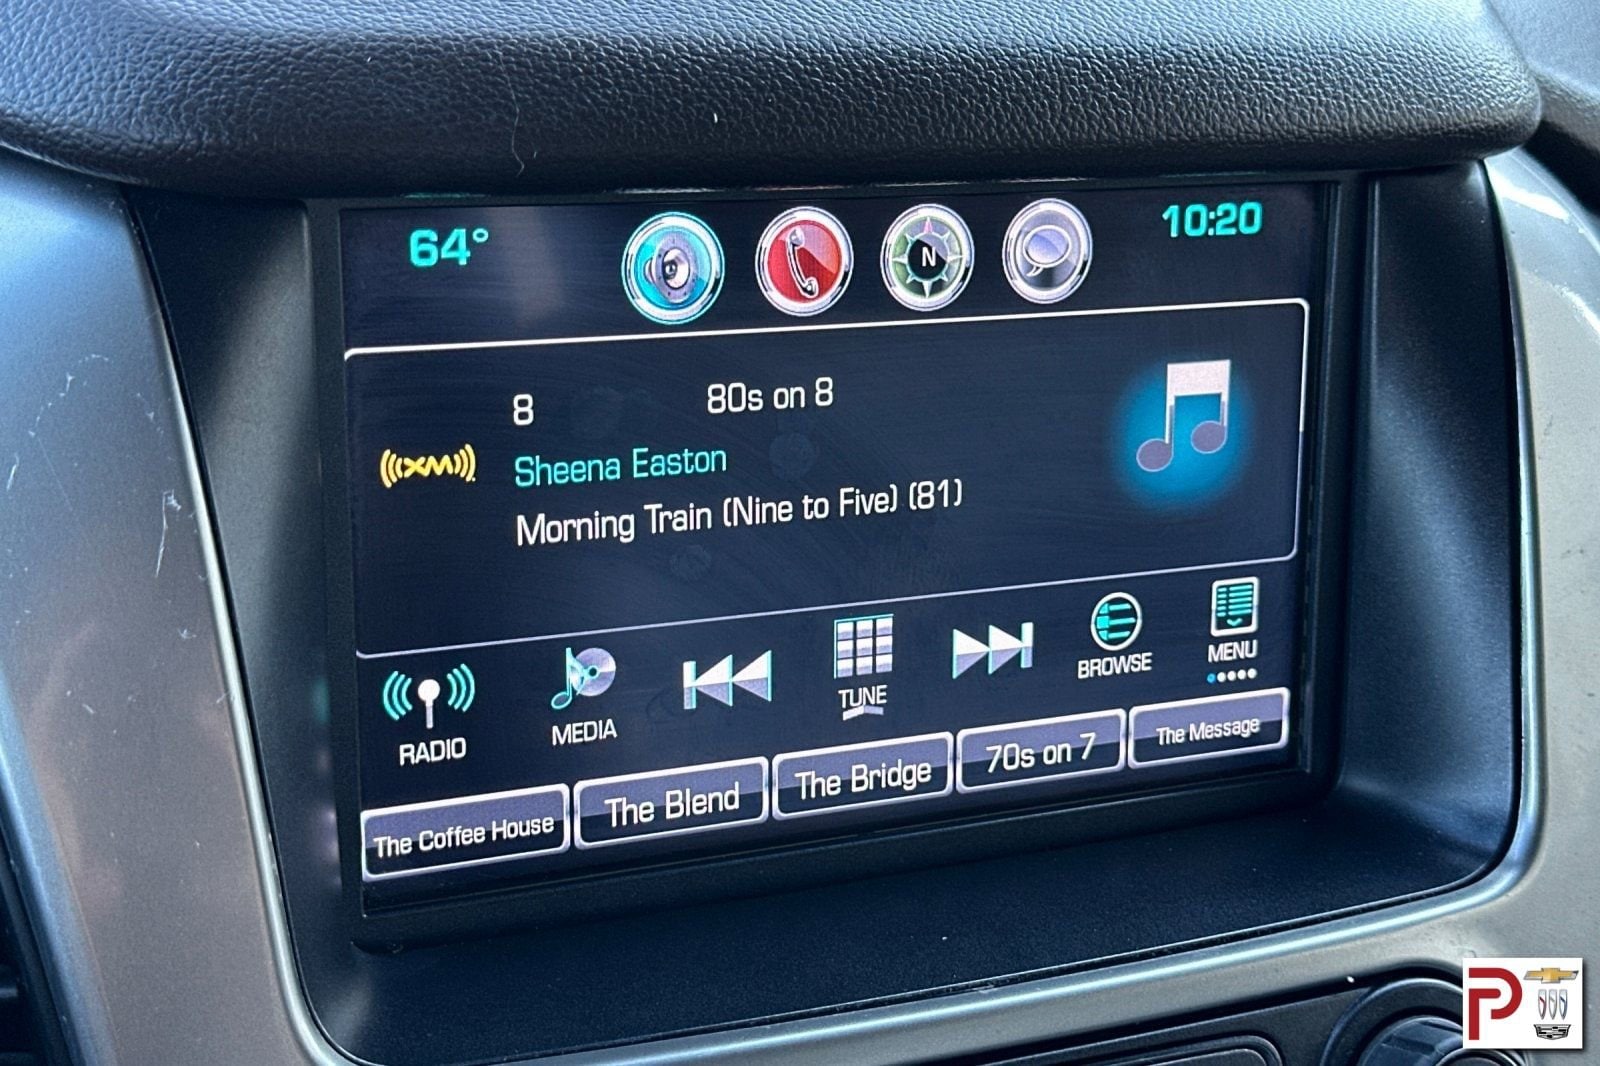 64°
N
10:20
8
80s on 8
((XM))
Sheena Easton
Morning Train (Nine to Five) (81)
RADIO
MEDIA
TUNE
BROWSE
MENU
The Coffee House
The Blend
The Bridge
70s on 7
The Message
P